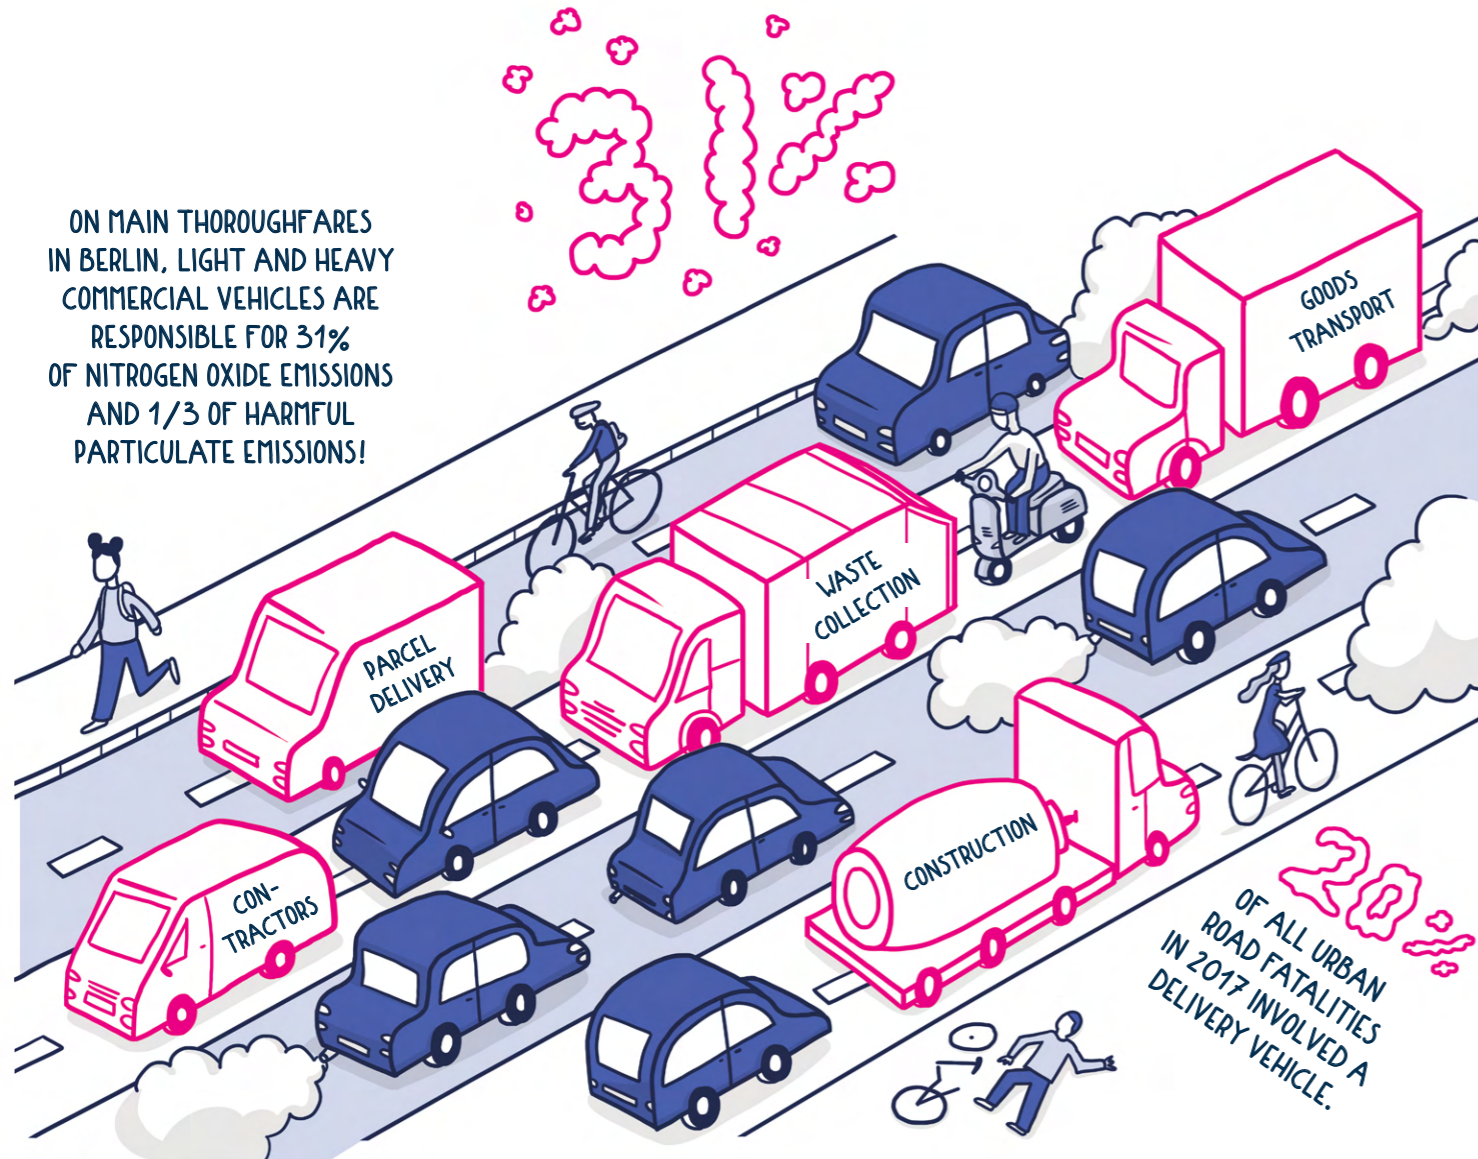 31%
ON MAIN THOROUGHFARES
IN BERLIN, LIGHT AND HEAVY
COMMERCIAL VEHICLES ARE
RESPONSIBLE FOR 31%
OF NITROGEN OXIDE EMISSIONS
AND 1/3 OF HARMFUL
PARTICULATE EMISSIONS!
GOODS
TRANSPORT
WASTE
COLLECTION
PARCEL
DELIVERY
CONSTRUCTION
CON-
TRACTORS
20%
OF ALL URBAN
ROAD FATALITIES
IN 2017 INVOLVED A
DELIVERY VEHICLE.